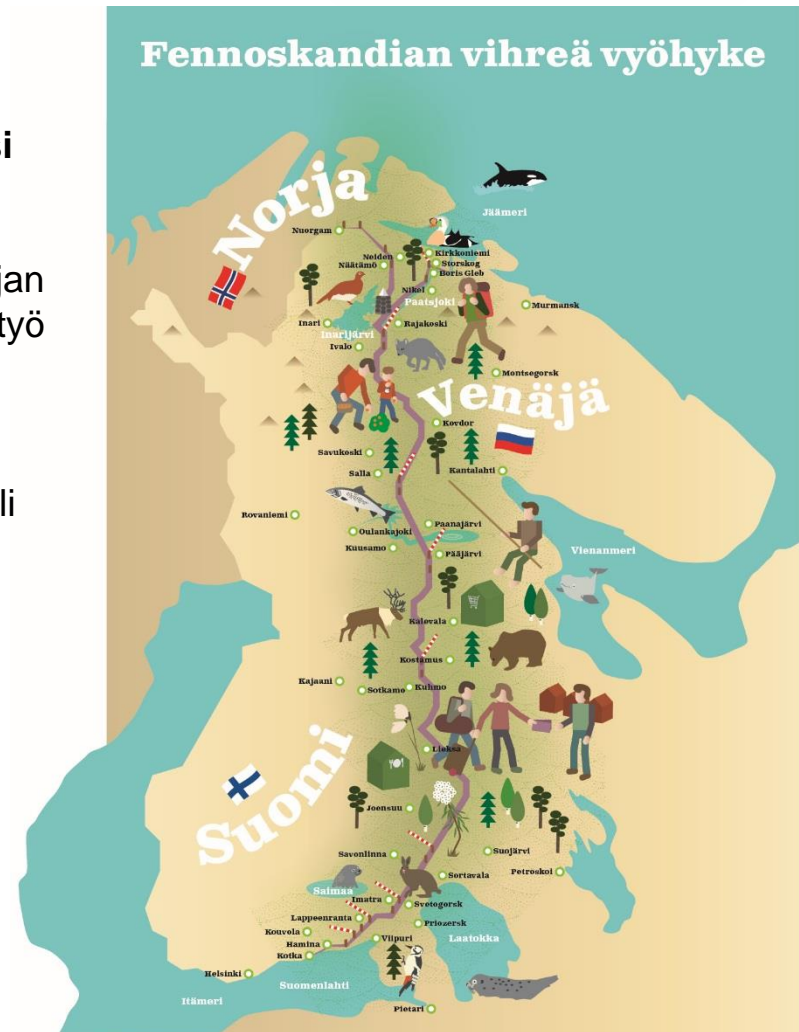 Fennoskandian vihreä vyöhyke
jan
työ
li
Norja
Jäämeri
Nuorgam
Neiden
Näätämö
Kirkkoniemi
Storskog
Boris Gleb
Nikel
Paatsjoki
Murmansk
Inari
Inarijärvi
Rajakoski
Ivalo
Montsegorsk
Venäjä
Kovdor
Savukoski
Salla
Kantalahti
Rovaniemi
Oulankajoki
Paanajärvi
Kuusamo
Pääjärvi
Vienanmeri
Kalevala
Kostamus
Kajaani
Sotkamo
Kuhmo
Lieksa
Suomi
Joensuu
Savonlinna
Suojärvi
Sortavala
Petroskoi
Saimaa
Imatra
Svetogorsk
Lappeenranta
Priozersk
Kouvola
Hamina
Viipuri
Laatokka
Kotka
Helsinki
Suomenlahti
Itämeri
Pietari